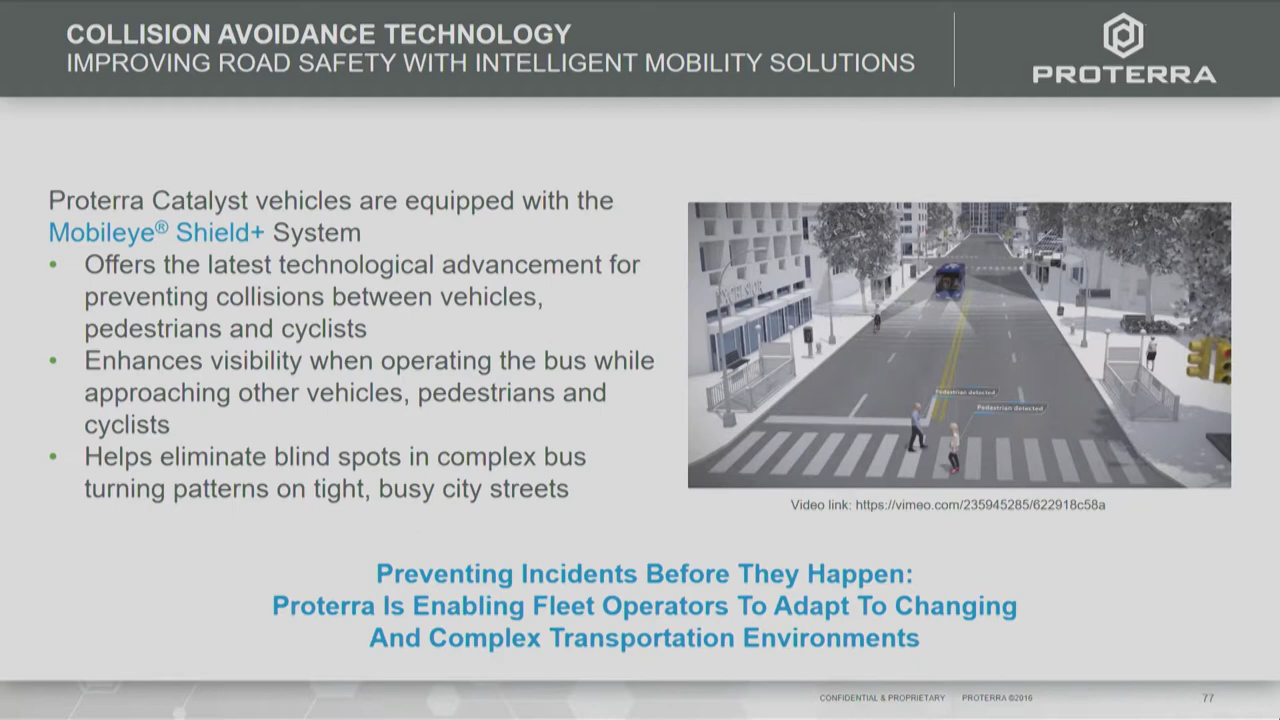 COLLISION AVOIDANCE TECHNOLOGY
IMPROVING ROAD SAFETY WITH INTELLIGENT MOBILITY SOLUTIONS
PROTERRA
Proterra Catalyst vehicles are equipped with the
Mobileye® Shield+ System
• Offers the latest technological advancement for
preventing collisions between vehicles,
pedestrians and cyclists
• Enhances visibility when operating the bus while
approaching other vehicles, pedestrians and
cyclists
• Helps eliminate blind spots in complex bus
turning patterns on tight, busy city streets
Pedestrian detected
Pedestrian detected
Video link: https://vimeo.com/235945285/622918c58a
Preventing Incidents Before They Happen:
Proterra Is Enabling Fleet Operators To Adapt To Changing
And Complex Transportation Environments
CONFIDENTIAL & PROPRIETARY PROTERRA ©2016 77